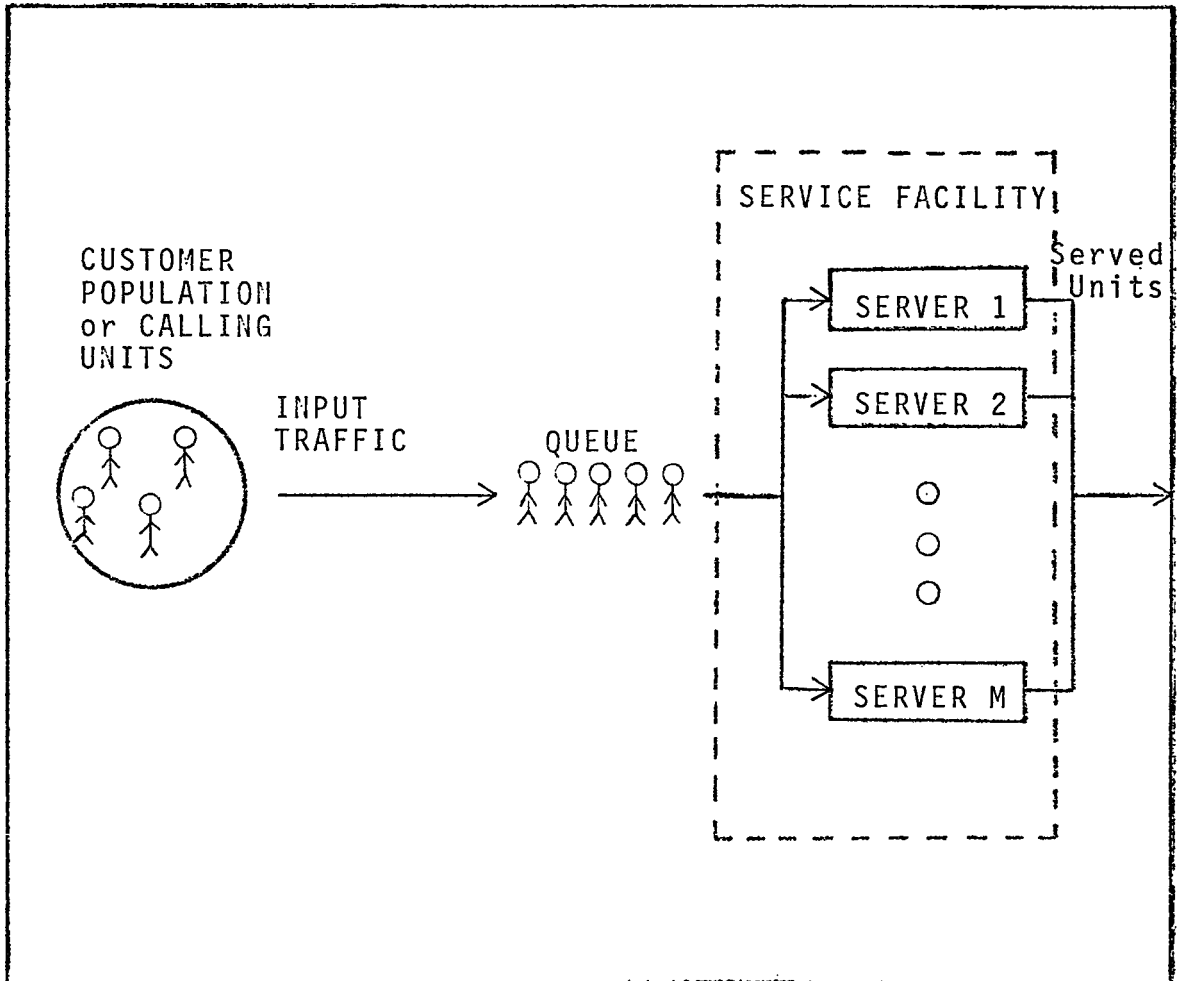 SERVICE FACILITY
CUSTOMER
POPULATION
or CALLING
UNITS
Served
Units
SERVER 1
SERVER 2
INPUT
TRAFFIC
QUEUE
SERVER M